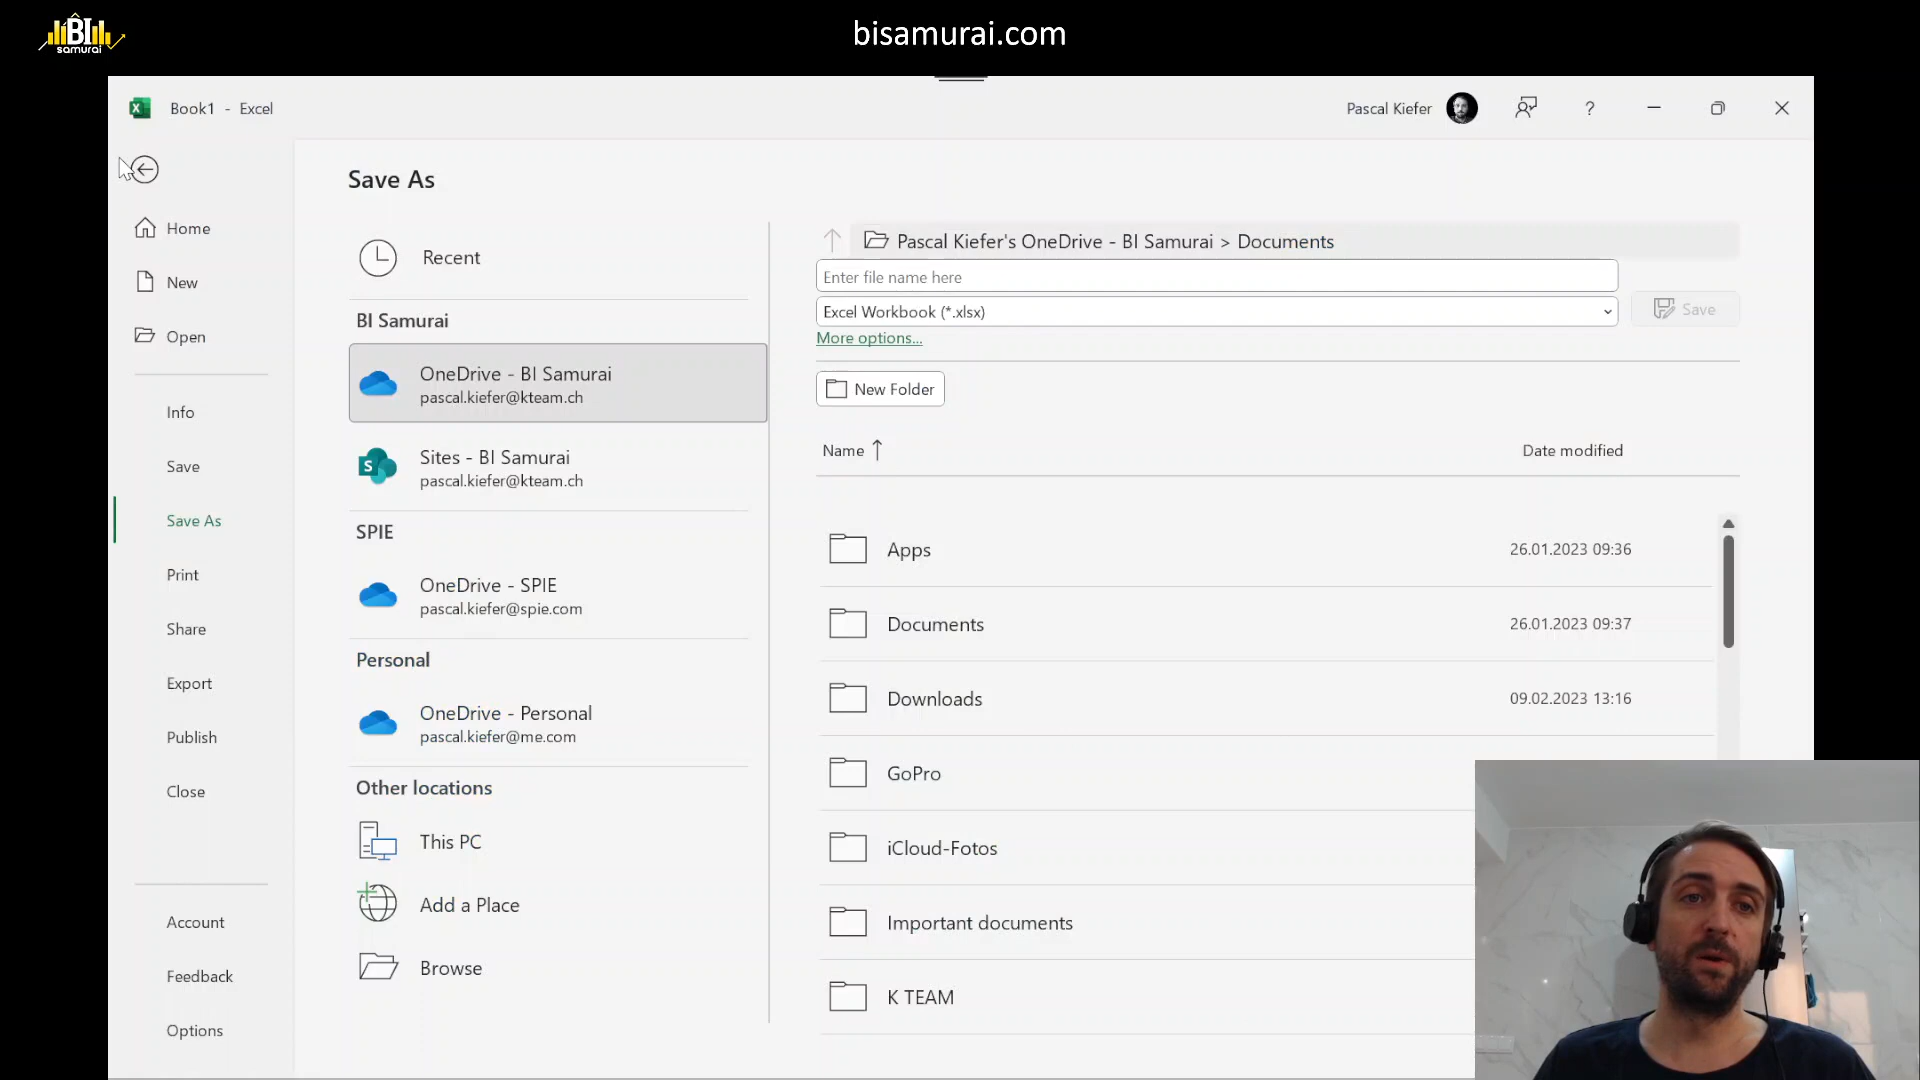 BI
samurai
bisamurai.com
Book1 - Excel
Pascal Kiefer
?
Home
New
Open
Info
Save
Save As
Print
Share
Export
Publish
Close
Account
Feedback
Options
Save As
Recent
BI Samurai
OneDrive - BI Samurai
pascal.kiefer@kteam.ch
Sites - BI Samurai
pascal.kiefer@kteam.ch
SPIE
OneDrive - SPIE
pascal.kiefer@spie.com
Personal
OneDrive - Personal
pascal.kiefer@me.com
Other locations
This PC
Add a Place
Browse
Pascal Kiefer's OneDrive - BI Samurai > Documents
Enter file name here
Excel Workbook (*.xlsx)
Save
More options...
New Folder
Name Date modified
Apps 26.01.2023 09:36
Documents 26.01.2023 09:37
Downloads 09.02.2023 13:16
GoPro
iCloud-Fotos
Important documents
K TEAM